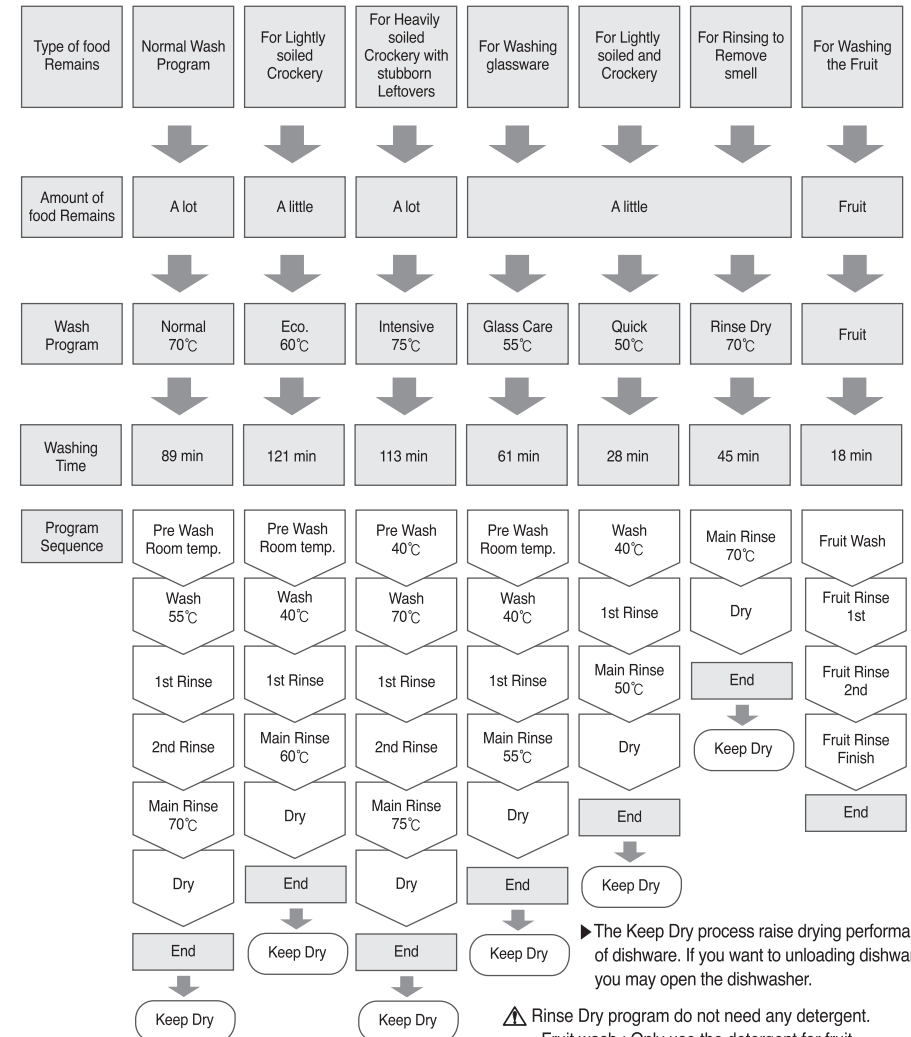 Type of food
Remains
Normal Wash
Program
For Lightly
soiled
Crockery
For Heavily
soiled
Crockery with
stubborn
Leftovers
For Washing
glassware
For Lightly
soiled and
Crockery
For Rinsing to
Remove
smell
For Washing
the Fruit
Amount of
food Remains
A lot
A little
A lot
A little
Fruit
Wash
Program
Normal
70℃
Eco.
60℃
Intensive
75℃
Glass Care
55℃
Quick
50℃
Rinse Dry
70℃
Fruit
Washing
Time
89 min
121 min
113 min
61 min
28 min
45 min
18 min
Program
Sequence
Pre Wash
Room temp.
Wash
55℃
1st Rinse
2nd Rinse
Main Rinse
70℃
Dry
End
Keep Dry
Pre Wash
Room temp.
Wash
40℃
1st Rinse
Main Rinse
60℃
Dry
End
Keep Dry
Pre Wash
40℃
Wash
70℃
1st Rinse
2nd Rinse
Main Rinse
75℃
Dry
End
Keep Dry
Pre Wash
Room temp.
Wash
40℃
1st Rinse
Main Rinse
55℃
Dry
End
Keep Dry
Wash
40℃
1st Rinse
Main Rinse
50℃
Dry
End
Keep Dry
Main Rinse
70℃
Dry
End
Keep Dry
Fruit Wash
Fruit Rinse
1st
Fruit Rinse
2nd
Fruit Rinse
Finish
End
▶The Keep Dry process raise drying performa
of dishware. If you want to unloading dishwa
you may open the dishwasher.
⚠ Rinse Dry program do not need any detergent.
Fruit wash : Only use the detergent for fruit